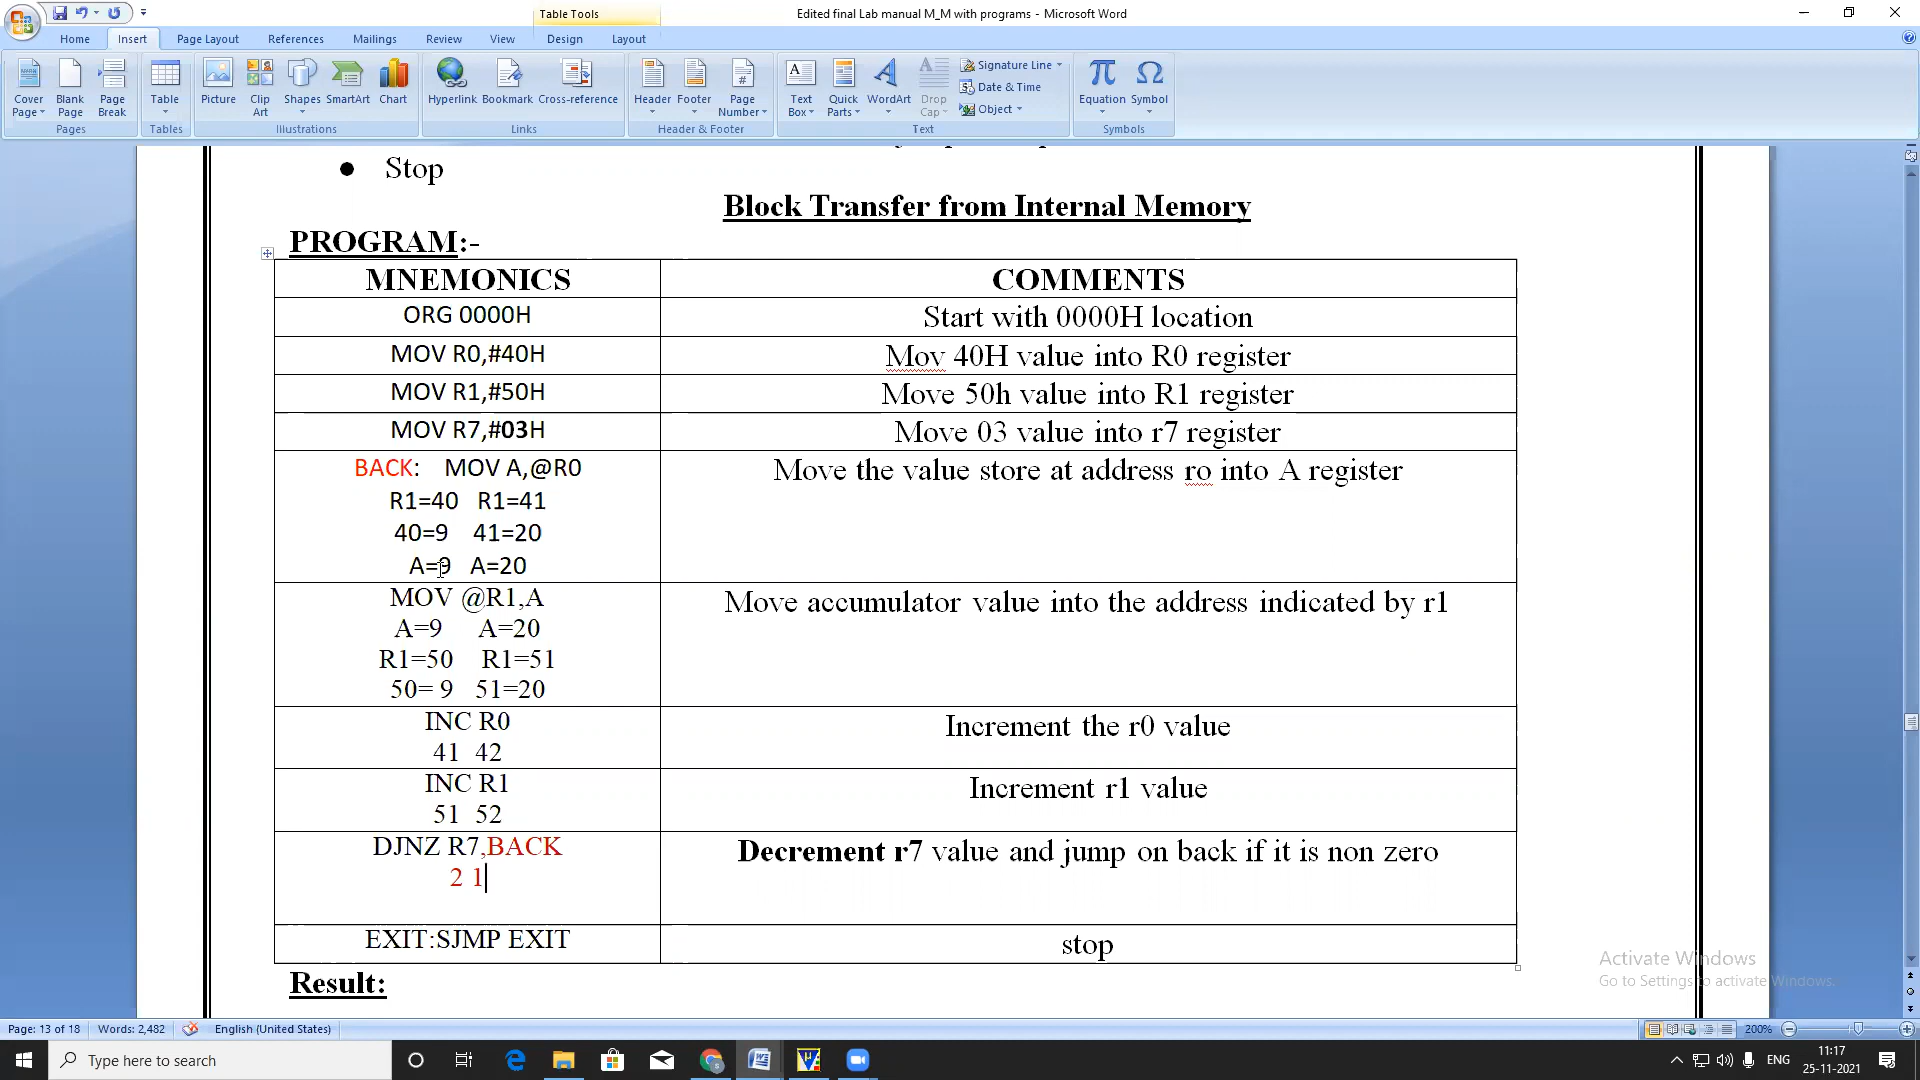 Table Tools
Edited final Lab manual M_M with programs - Microsoft Word
Home Insert Page Layout References Mailings Review View Design Layout
Cover Page
Blank Page
Page Break
Table
Picture
Clip Art
Shapes
SmartArt
Chart
Hyperlink
Bookmark
Cross-reference
Header
Footer
Page Number
Text Box
Quick Parts
WordArt
Drop Cap
Signature Line
Date & Time
Object
Equation
Symbol
Pages Tables Illustrations Links Header & Footer Text Symbols
● Stop
Block Transfer from Internal Memory
PROGRAM:-
MNEMONICS COMMENTS
ORG 0000H Start with 0000H location
MOV R0,#40H Mov 40H value into R0 register
MOV R1,#50H Move 50h value into R1 register
MOV R7,#03H Move 03 value into r7 register
BACK: MOV A,@R0 Move the value store at address ro into A register
R1=40 R1=41
40=9 41=20
A=9 A=20
MOV @R1,A Move accumulator value into the address indicated by r1
A=9 A=20
R1=50 R1=51
50= 9 51=20
INC R0 Increment the r0 value
41 42
INC R1 Increment r1 value
51 52
DJNZ R7,BACK Decrement r7 value and jump on back if it is non zero
2 1
EXIT:SJMP EXIT stop
Result:
Activate Windows
Go to Settings to activate Windows.
Page: 13 of 18 Words: 2,482 English (United States) 200%
Type here to search
ENG
11:17
25-11-2021